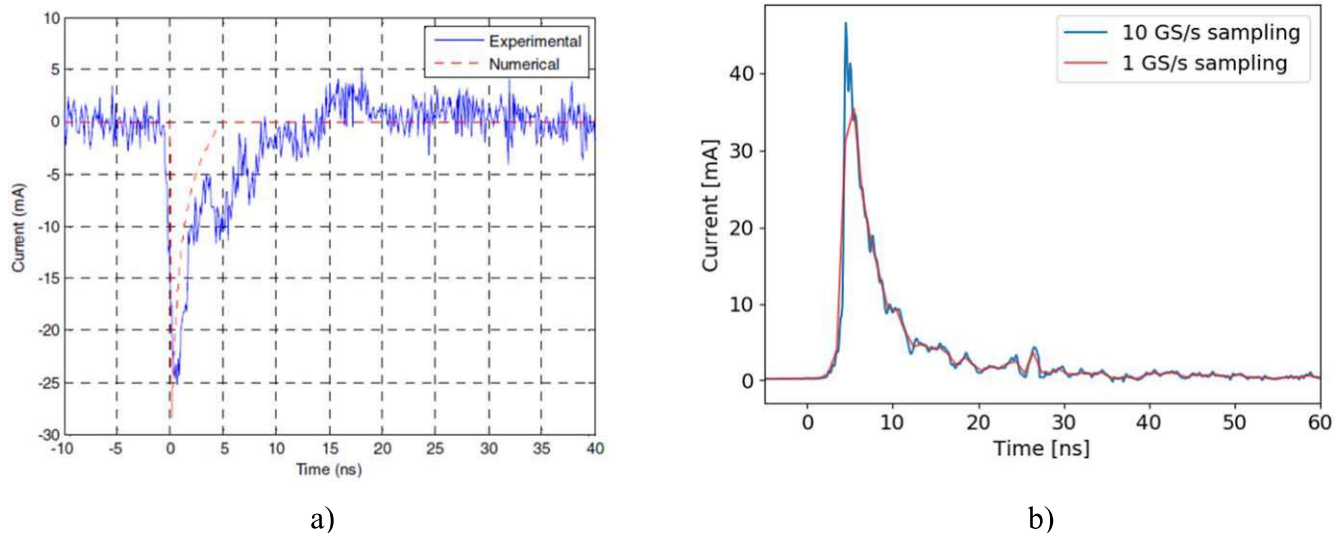 10
5
0
-5
-10
-15
-20
-25
-30
-10 -5 0 5 10 15 20 25 30 35 40
Current (mA)
Time (ns)
Experimental
Numerical
a)
40
30
20
10
0
0 10 20 30 40 50 60
Current [mA]
Time [ns]
10 GS/s sampling
1 GS/s sampling
b)